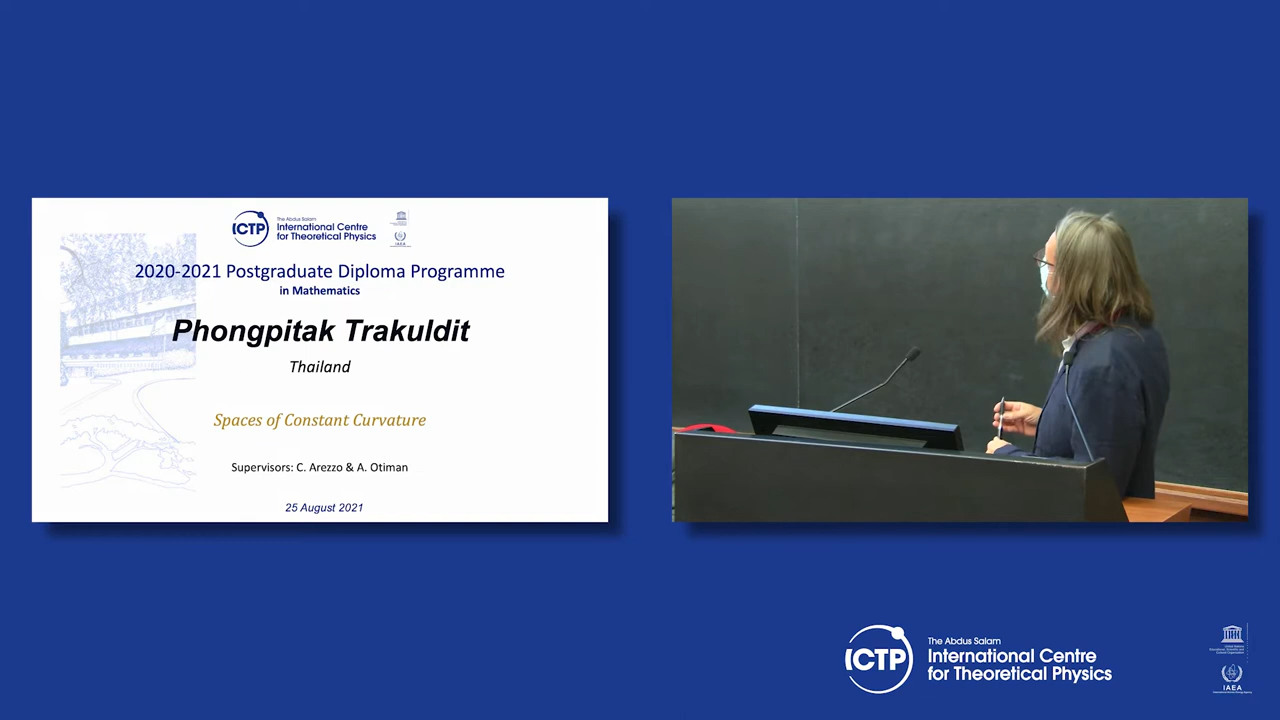 ICTP
The Abdus Salam
International Centre
for Theoretical Physics
IAEA
2020-2021 Postgraduate Diploma Programme
in Mathematics
Phongpitak Trakuldit
Thailand
Spaces of Constant Curvature
Supervisors: C. Arezzo & A. Otiman
25 August 2021
ICTP
The Abdus Salam
International Centre
for Theoretical Physics
IAEA